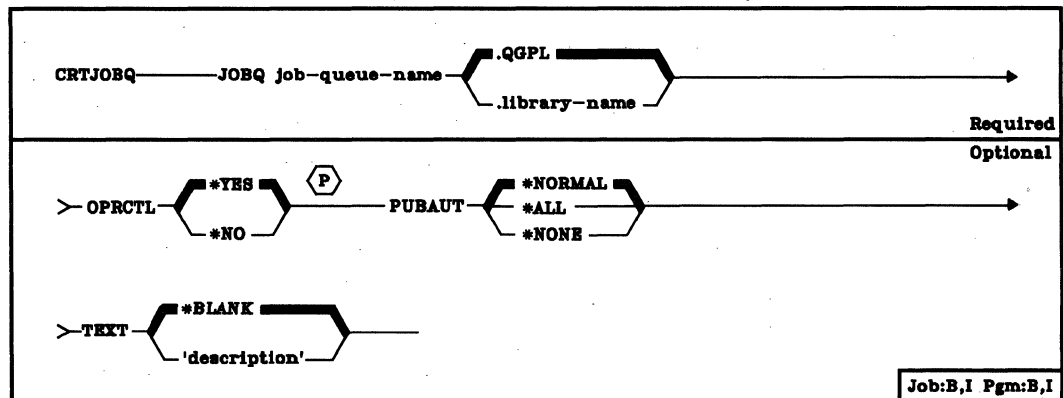 .QGPL
CRTJOBQ JOBQ job-queue-name
.library-name
Required
Optional
*YES P *NORMAL
OPRCTL PUBAUT *ALL
*NO *NONE
*BLANK
TEXT
'description'
Job:B,I Pgm:B,I